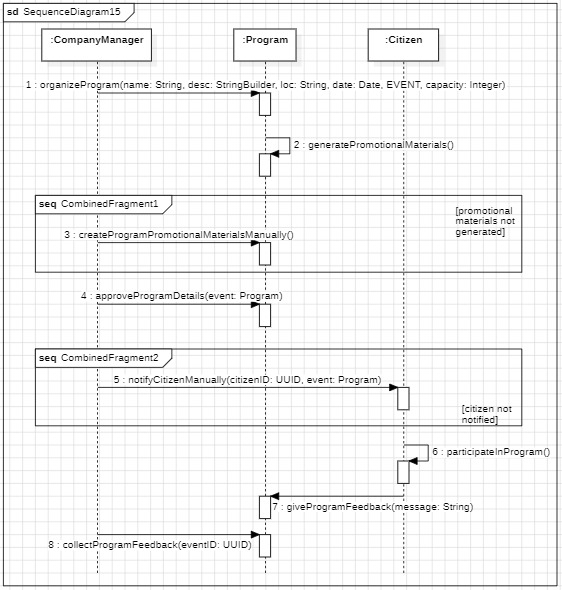 sd SequenceDiagram15
:CompanyManager
:Program
:Citizen
1 : organizeProgram(name: String, desc: StringBuilder, loc: String, date: Date, EVENT, capacity: Integer)
2 : generatePromotionalMaterials()
seq CombinedFragment1
[promotional
materials not
generated]
3 : createProgramPromotionalMaterialsManually()
4 : approveProgramDetails(event: Program)
seq CombinedFragment2
5 : notifyCitizenManually(citizenID: UUID, event: Program)
[citizen not
notified]
6 : participateInProgram()
7 : giveProgramFeedback(message: String)
8 : collectProgramFeedback(eventID: UUID)